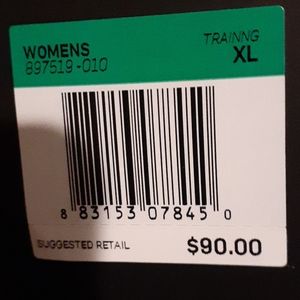 WOMENS
TRAINNG
897519-010
XL
8 83153 07845 0
SUGGESTED RETAIL
$90.00